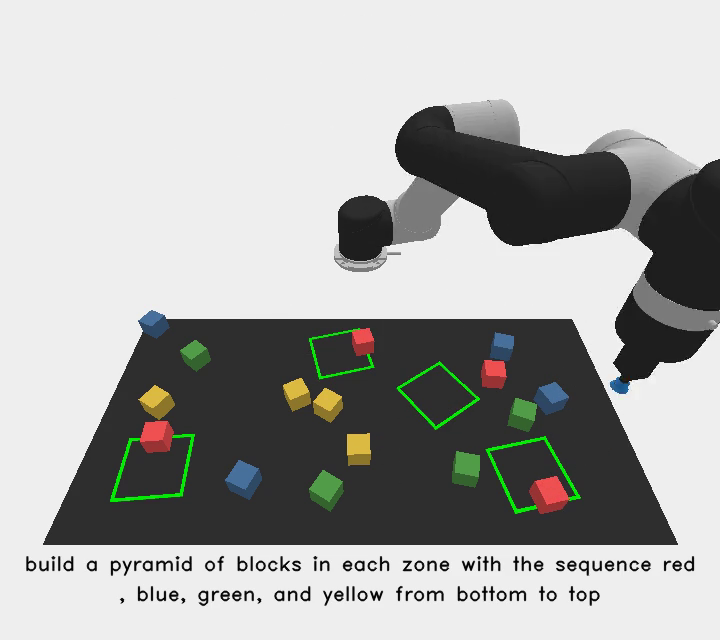 build a pyramid of blocks in each zone with the sequence red
, blue, green, and yellow from bottom to top